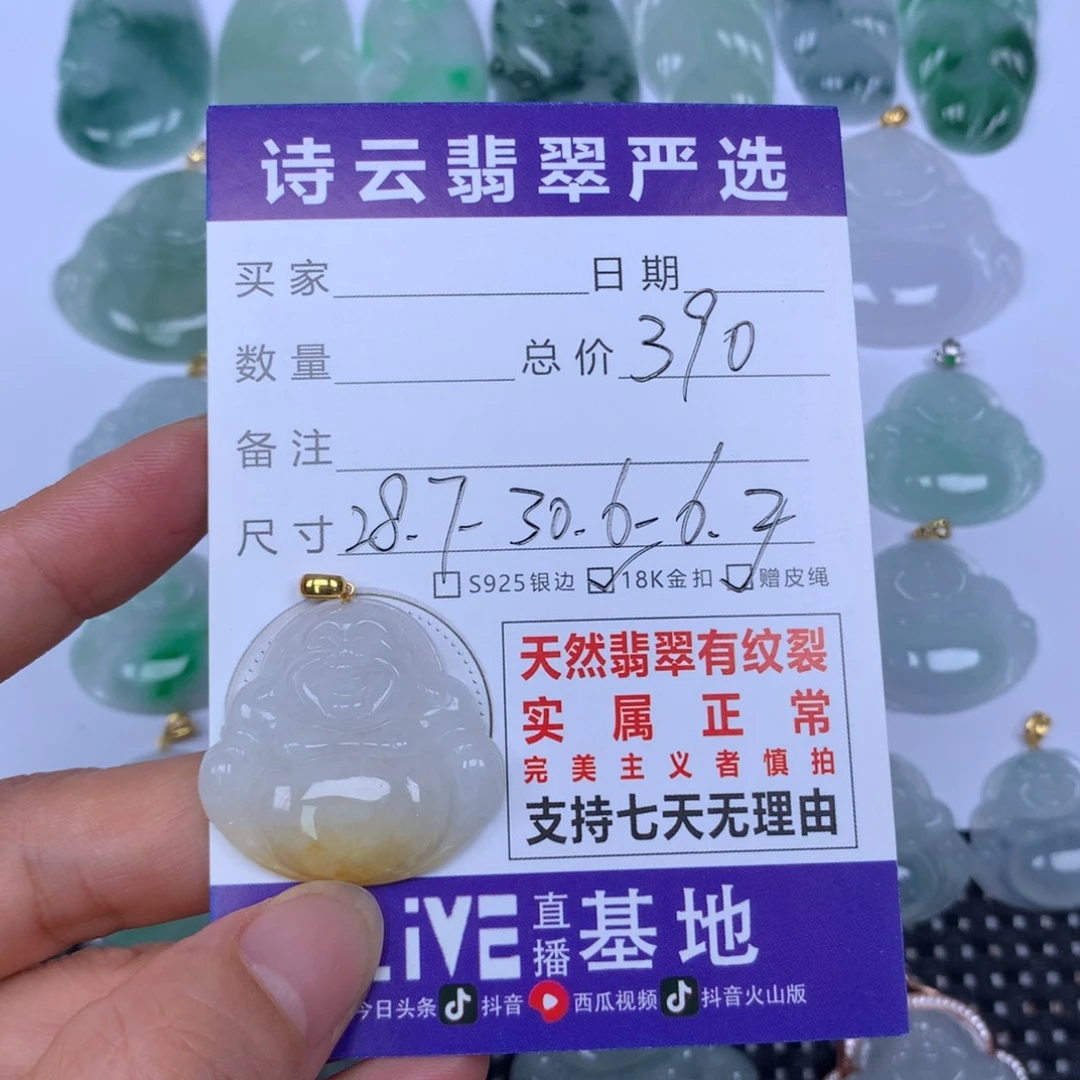 诗云翡翠严选
买家 日期
数量 总价 390
备注
尺寸 28.7-30.6-6.7
S925银边 18K金扣 赠皮绳
天然翡翠有纹裂
实属正常
完美主义者慎拍
支持七天无理由
LiVE 直播 基地
今日头条 抖音 西瓜视频 抖音火山版